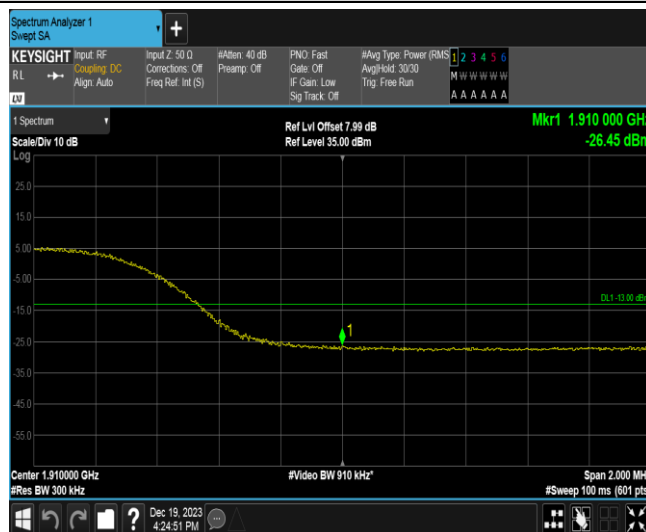 Spectrum Analyzer 1
Swept SA
KEYSIGHT
RL
LXI
Input: RF
Coupling: DC
Align: Auto
Input Z: 50 Ω
Corrections: Off
Freq Ref: Int (S)
#Atten: 40 dB
Preamp: Off
PNO: Fast
Gate: Off
IF Gain: Low
Sig Track: Off
#Avg Type: Power (RMS
Avg|Hold: 30/30
Trig: Free Run
1 2 3 4 5 6
M W W W W W
A A A A A A
1 Spectrum
Scale/Div 10 dB
Log
Ref Lvl Offset 7.99 dB
Ref Level 35.00 dBm
Mkr1 1.910 000 GHz
-26.45 dBm
25.0
15.0
5.00
-5.00
DL1 -13.00 dBm
-15.0
1
-25.0
-35.0
-45.0
-55.0
Center 1.910000 GHz
#Res BW 300 kHz
#Video BW 910 kHz*
Span 2.000 MH
#Sweep 100 ms (601 pts
?
Dec 19, 2023
4:24:51 PM